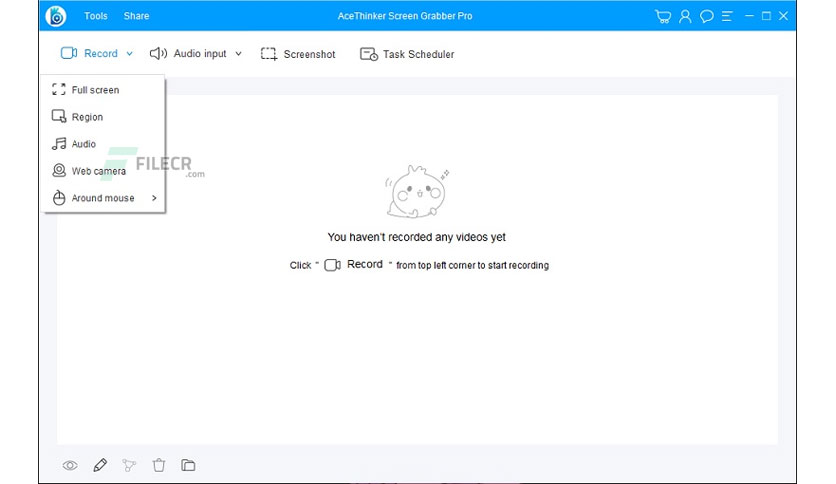 Tools Share AceThinker Screen Grabber Pro
Record Audio input Screenshot Task Scheduler
Full screen
Region
Audio
FILECR
.com
Web camera
Around mouse
You haven't recorded any videos yet
Click " Record " from top left corner to start recording